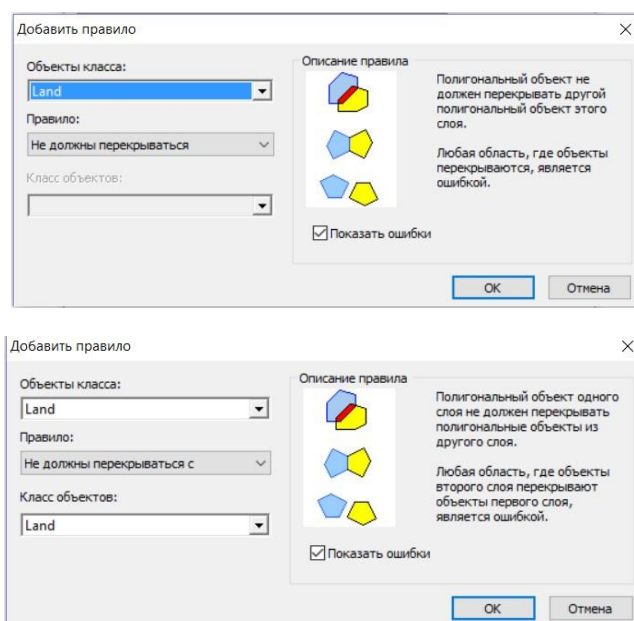 Добавить правило
Объекты класса:
Land
Правило:
Не должны перекрываться
Класс объектов:
Описание правила
Полигональный объект не
должен перекрывать другой
полигональный объект этого
слоя.
Любая область, где объекты
перекрываются, является
ошибкой.
Показать ошибки
ОК
Отмена
Добавить правило
Объекты класса:
Land
Правило:
Не должны перекрываться с
Класс объектов:
Land
Описание правила
Полигональный объект одного
слоя не должен перекрывать
полигональные объекты из
другого слоя.
Любая область, где объекты
второго слоя перекрывают
объекты первого слоя,
является ошибкой.
Показать ошибки
ОК
Отмена